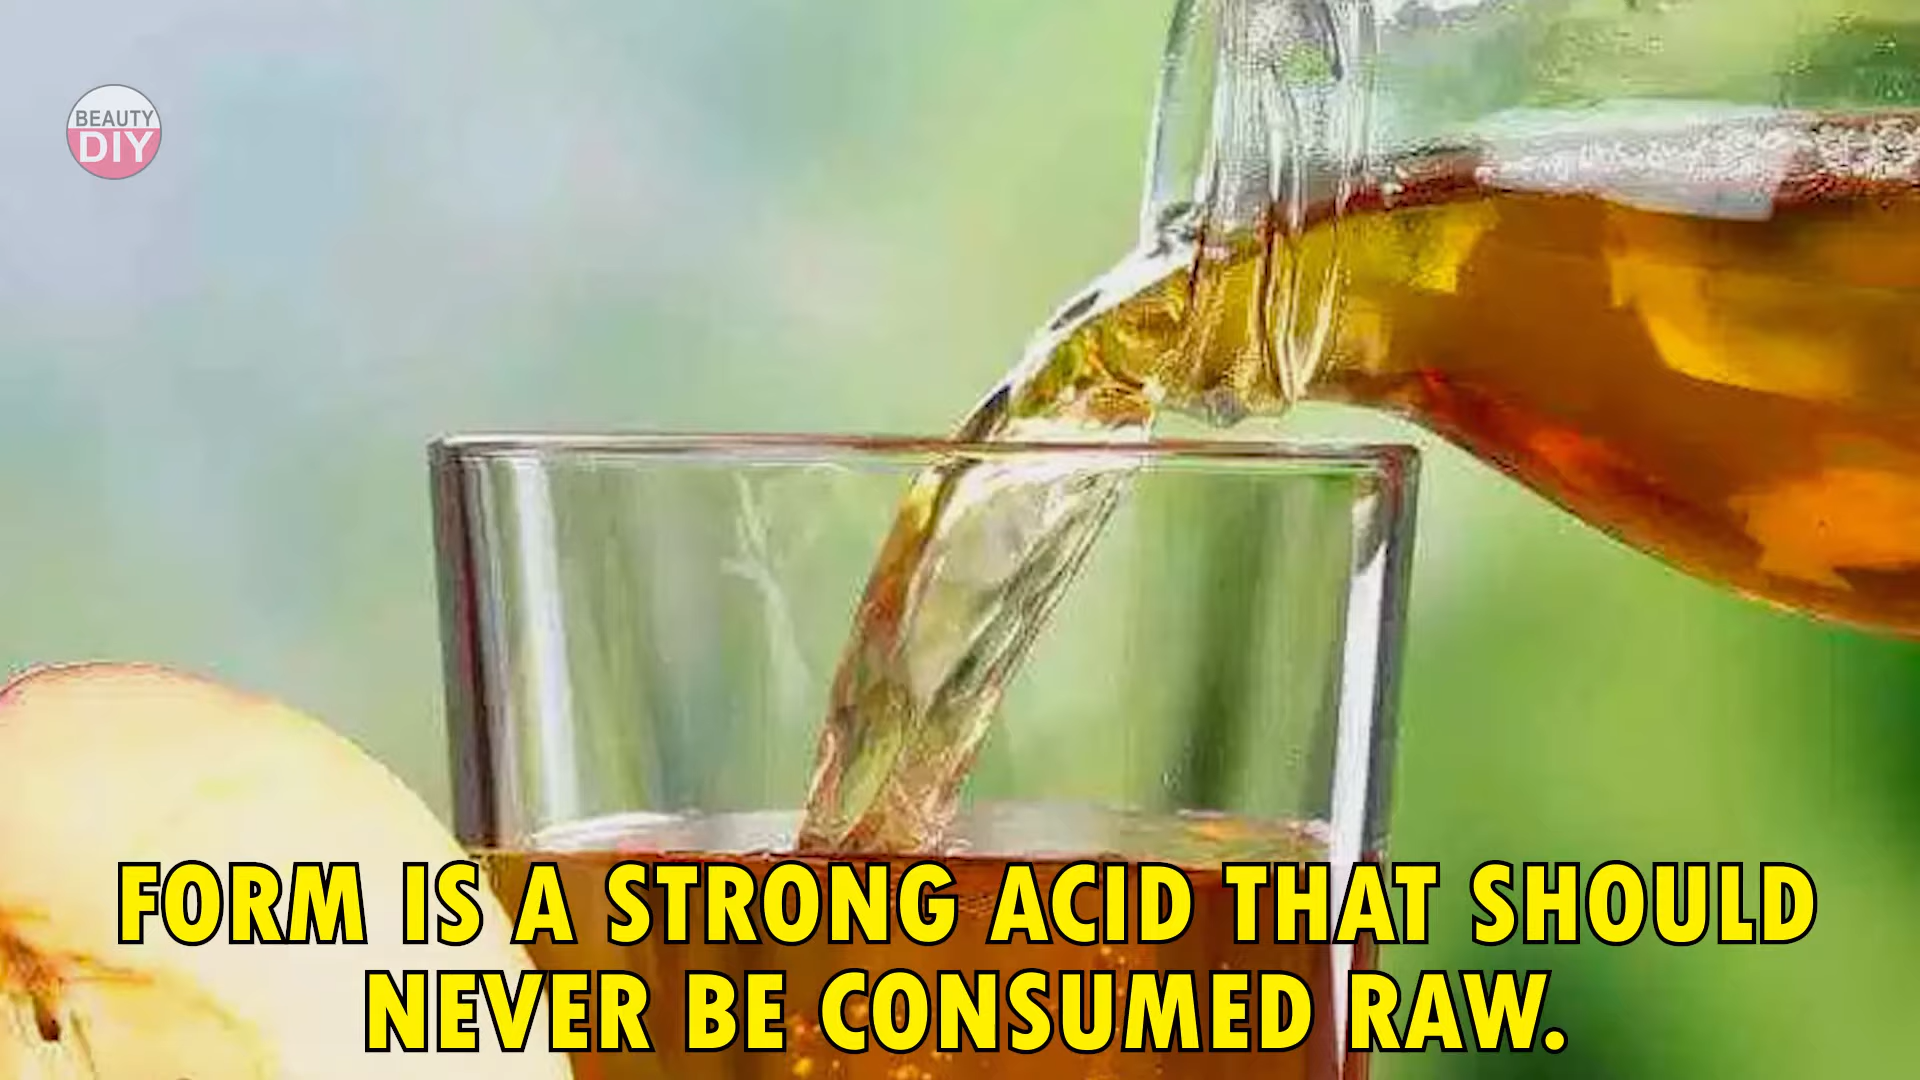 BEAUTY
DIY
FORM IS A STRONG ACID THAT SHOULD
NEVER BE CONSUMED RAW.